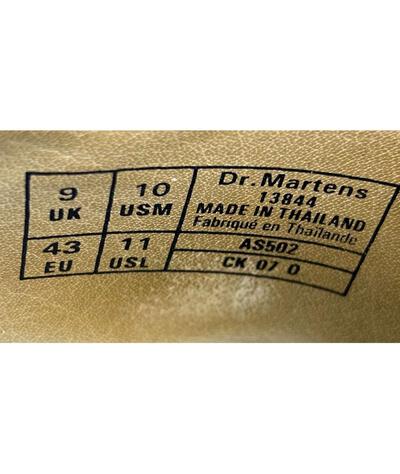 9 UK
10 USM
43 EU
11 USL
Dr. Martens
13844
MADE IN THAILAND
Fabriqué en Thaïlande
AS502
CK 07 0